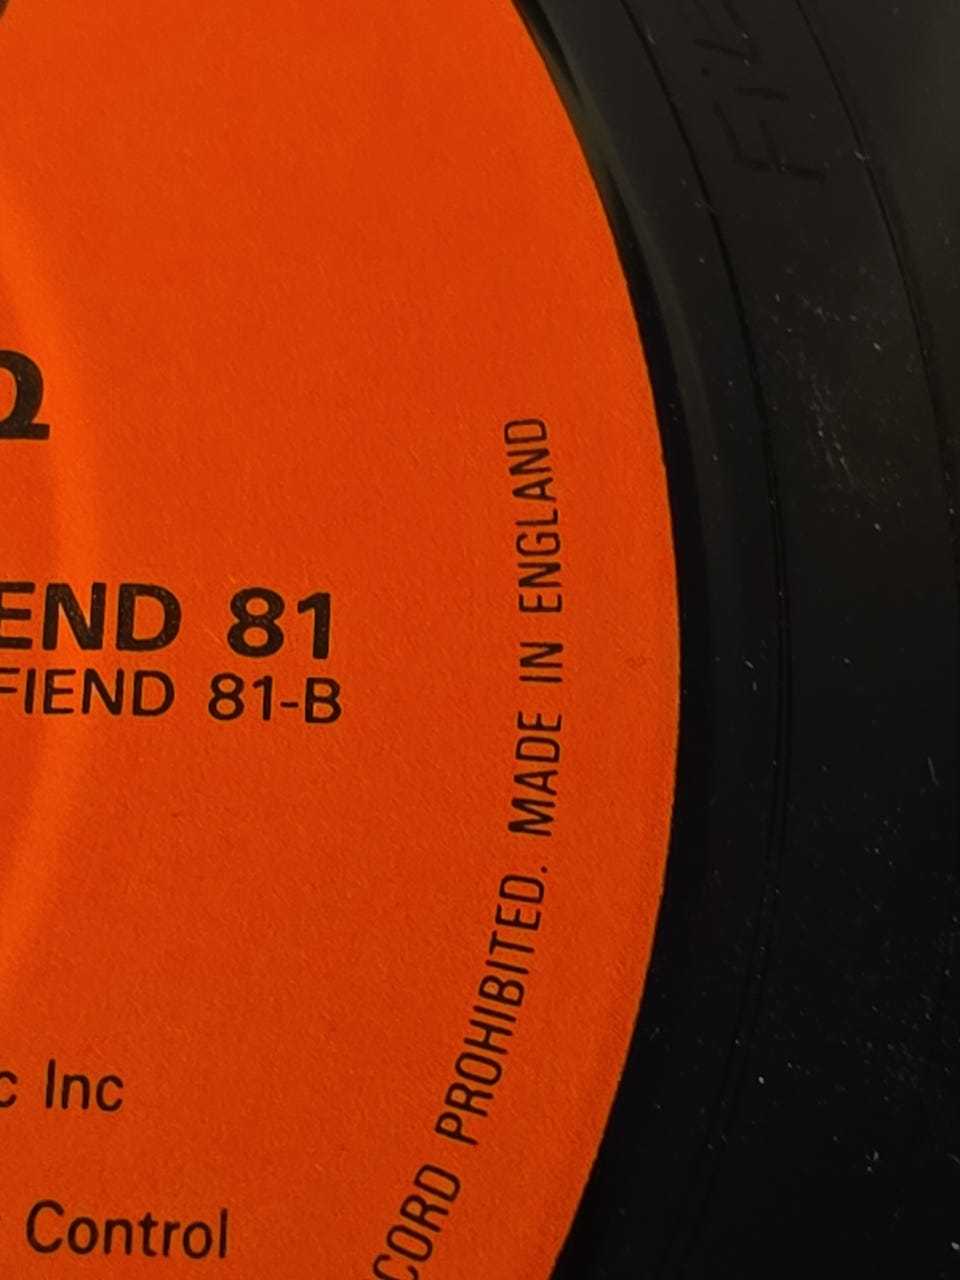 Ω
END 81
FIEND 81-B
c Inc
Control
CORD PROHIBITED. MADE IN ENGLAND